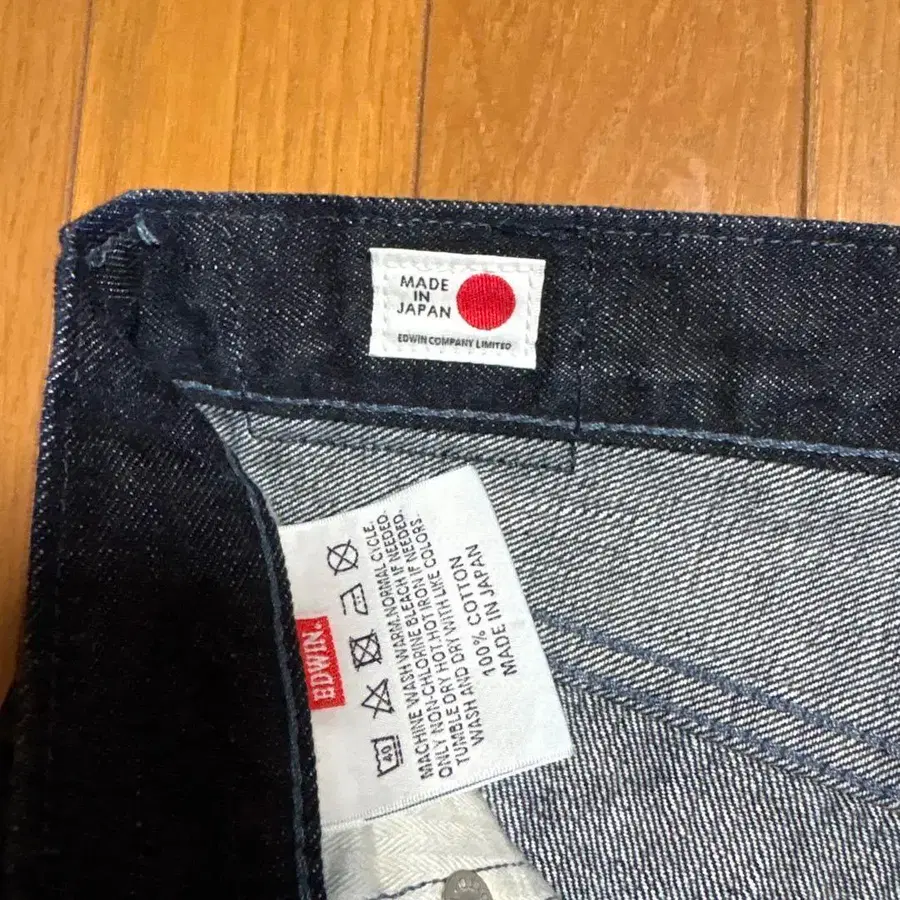 MADE
IN
JAPAN
EDWIN COMPANY LIMITED
EDWIN.
40
MACHINE WASH WARM.NORMAL CYCLE.
ONLY NON-CHLORINE BLEACH IF NEEDED.
TUMBLE DRY HOT.HOT IRON IF NEEDED.
WASH AND DRY WITH LIKE COLORS.
100% COTTON
MADE IN JAPAN